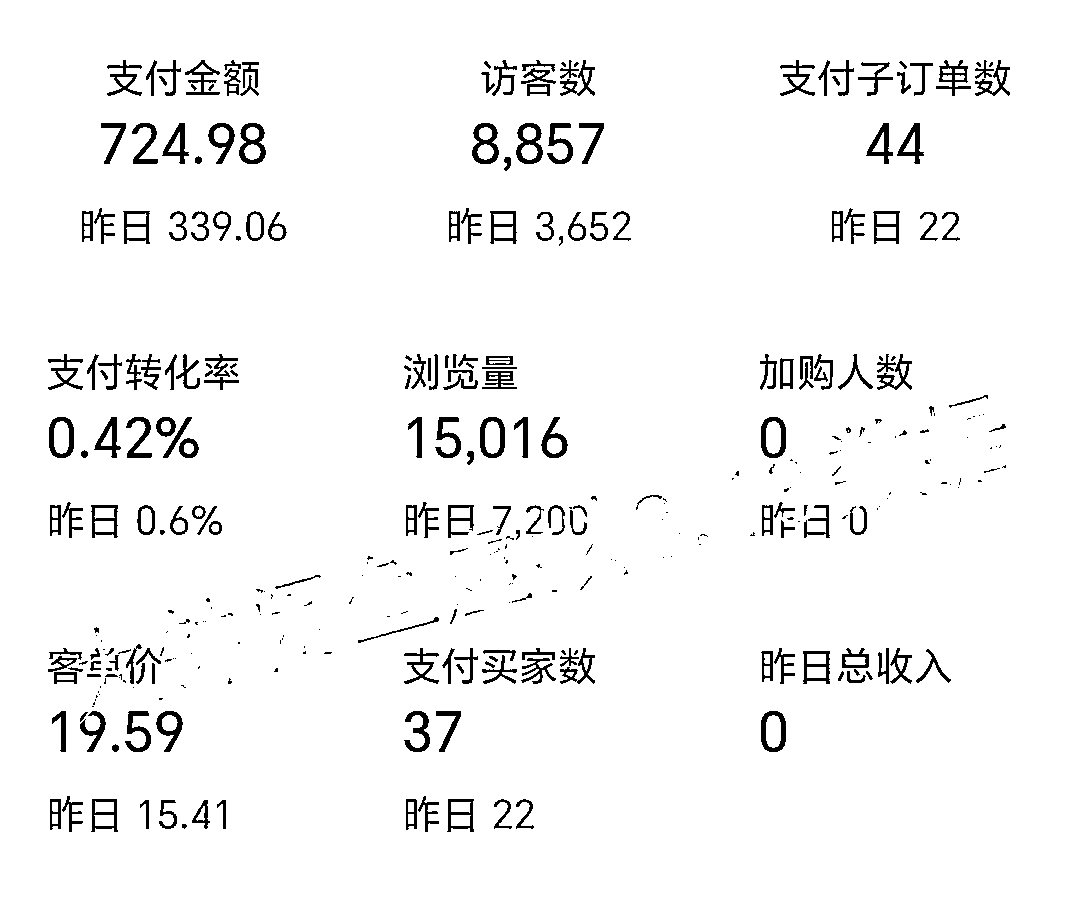 支付金额 访客数 支付子订单数
724.98 8,857 44
昨日 339.06 昨日 3,652 昨日 22
支付转化率 浏览量 加购人数
0.42% 15,016 0
昨日 0.6% 昨日 7,200 昨日 0
客单价 支付买家数 昨日总收入
19.59 37 0
昨日 15.41 昨日 22